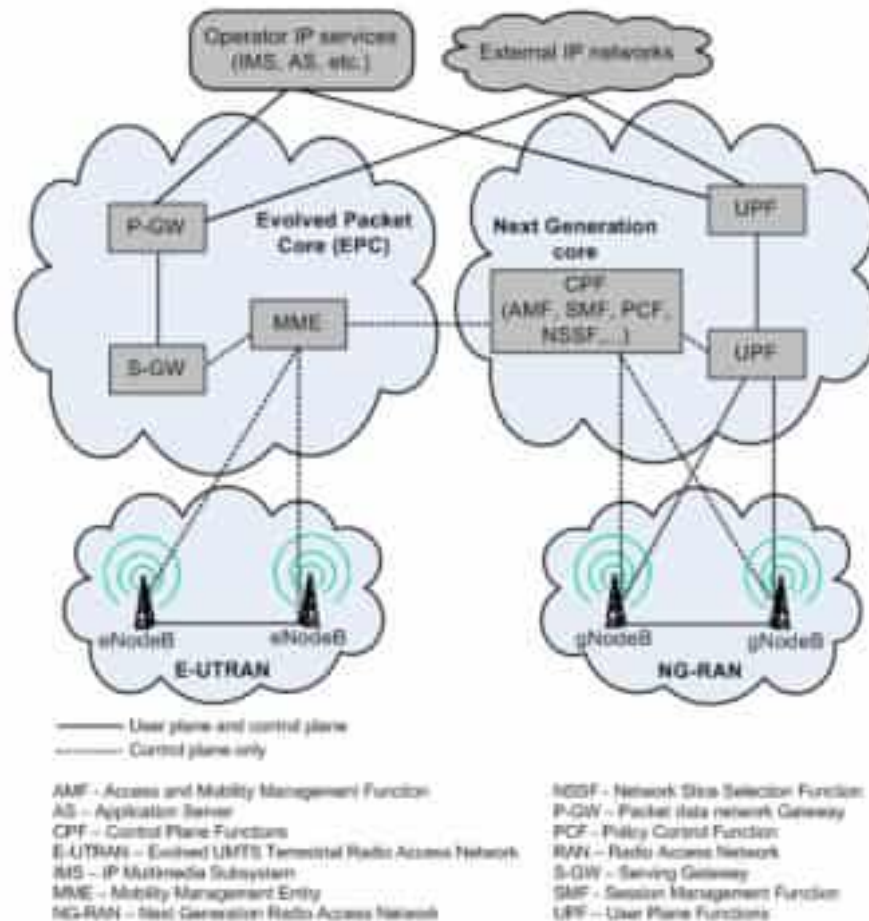 Operator IP services
(IMS, AS, etc.)
External IP networks
P-GW
Evolved Packet
Core (EPC)
MME
S-GW
Next Generation
core
UPF
CPF
(AMF, SMF, PCF,
NSSF,...)
UPF
eNodeB
eNodeB
E-UTRAN
gNodeB
gNodeB
NG-RAN
User plane and control plane
Control plane only
AMF - Access and Mobility Management Function
AS – Application Server
CPF – Control Plane Functions
E-UTRAN – Evolved UMTS Terrestrial Radio Access Network
IMS – IP Multimedia Subsystem
MME – Mobility Management Entity
NG-RAN – Next Generation Radio Access Network
NSSF - Network Slice Selection Function
P-GW – Packet data network Gateway
PCF - Policy Control Function
RAN – Radio Access Network
S-GW – Serving Gateway
SMF - Session Management Function
UPF – User Plane Functions